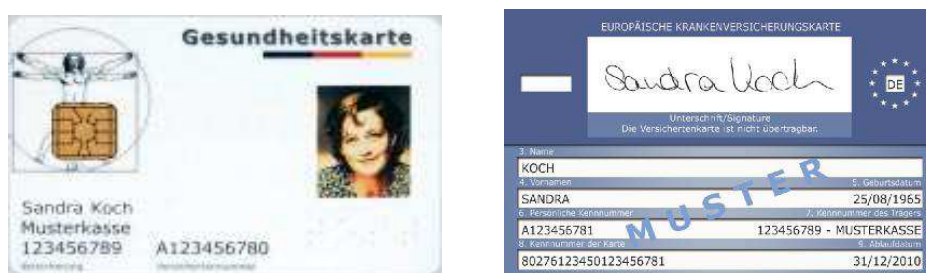 Gesundheitskarte
Sandra Koch
Musterkasse
123456789 A123456780
Versicherung Versichertennummer
EUROPÄISCHE KRANKENVERSICHERUNGSKARTE
Sandra Koch
DE
Unterschrift/Signature
Die Versichertenkarte ist nicht übertragbar.
3. Name
KOCH
4. Vornamen 5. Geburtsdatum
SANDRA 25/08/1965
6. Persönliche Kennnummer 7. Kennnummer des Trägers
A123456781 123456789 - MUSTERKASSE
8. Kennnummer der Karte 9. Ablaufdatum
80276123450123456781 31/12/2010
MUSTER